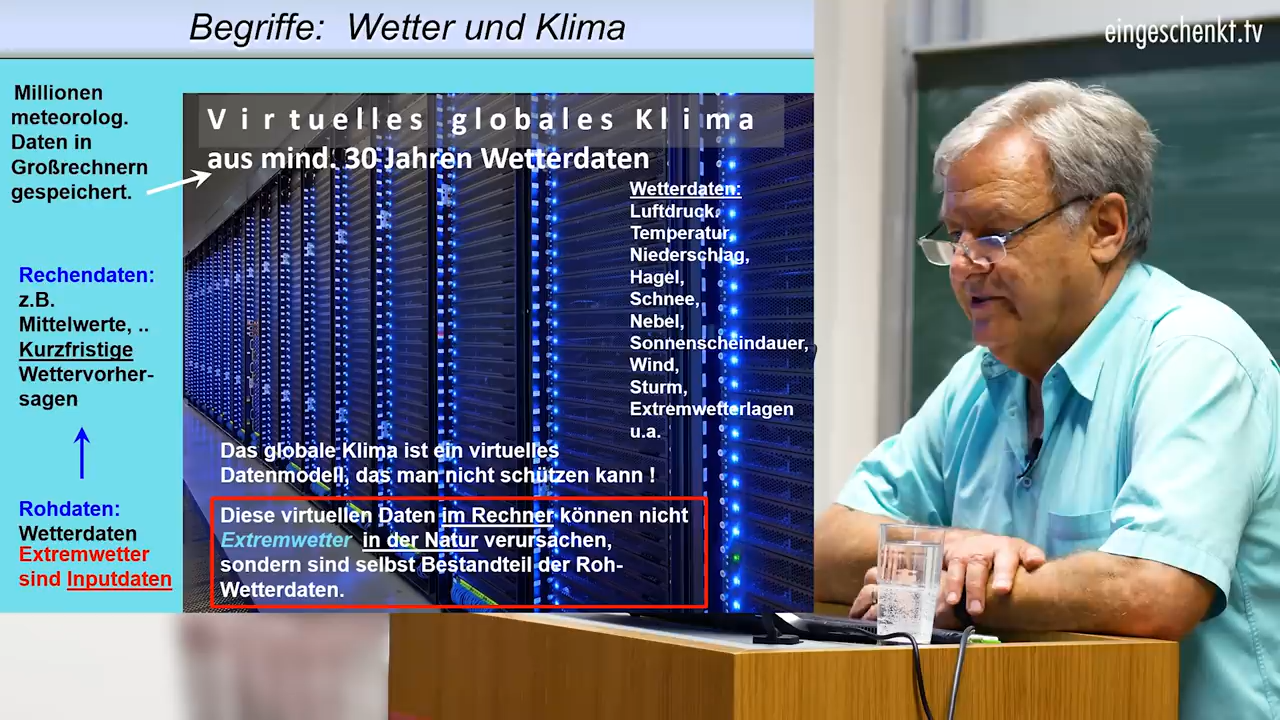 Begriffe: Wetter und Klima
eingeschenkt.tv
Millionen
meteorolog.
Daten in
Großrechnern
gespeichert.
Virtuelles globales Klima
aus mind. 30 Jahren Wetterdaten
Wetterdaten:
Luftdruck,
Temperatur,
Niederschlag,
Hagel,
Schnee,
Nebel,
Sonnenscheindauer,
Wind,
Sturm,
Extremwetterlagen
u.a.
Rechendaten:
z.B.
Mittelwerte, ..
Kurzfristige
Wettervorher-
sagen
Das globale Klima ist ein virtuelles
Datenmodell, das man nicht schützen kann !
Rohdaten:
Wetterdaten
Extremwetter
sind Inputdaten
Diese virtuellen Daten im Rechner können nicht
Extremwetter in der Natur verursachen,
sondern sind selbst Bestandteil der Roh-
Wetterdaten.